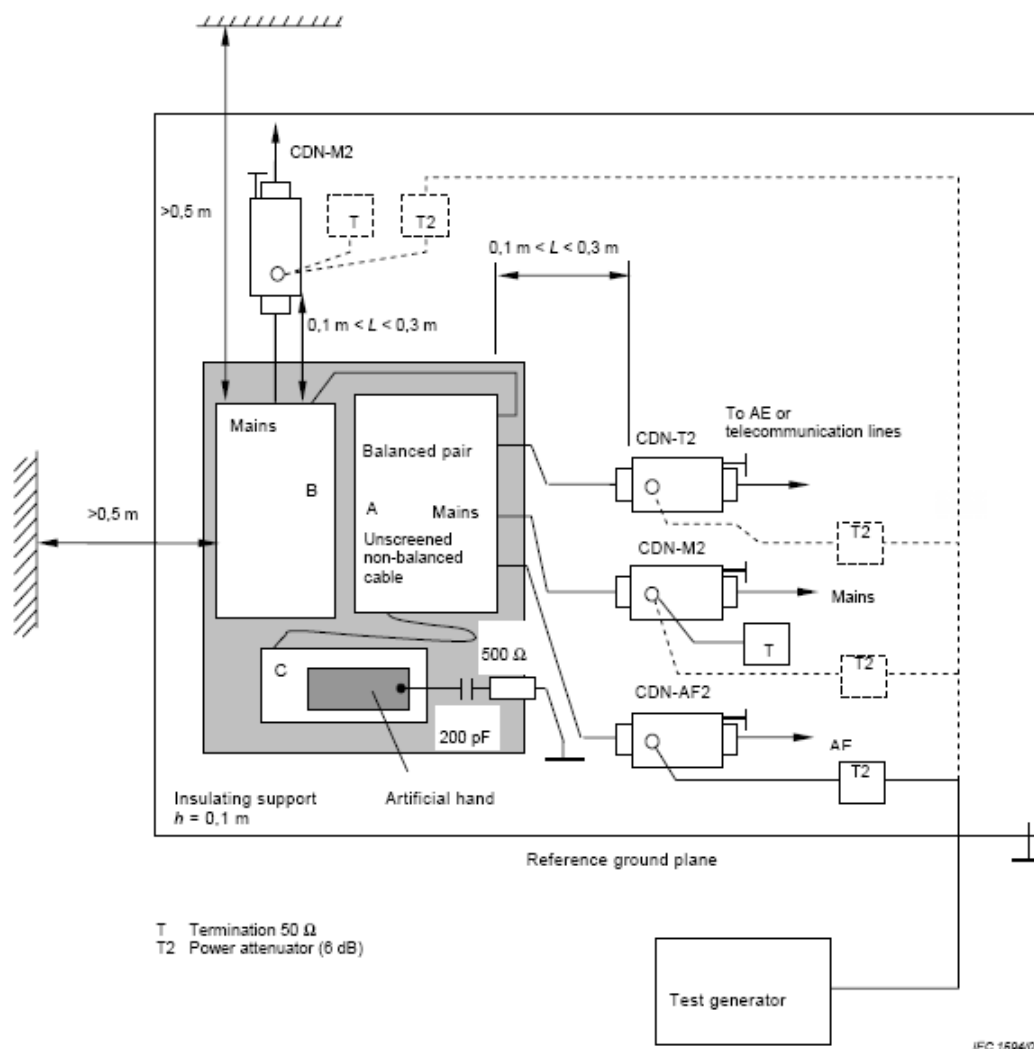 CDN-M2
>0,5 m
T
T2
0,1 m < L < 0,3 m
0,1 m < L < 0,3 m
To AE or
telecommunication lines
CDN-T2
Mains
Balanced pair
B
A
Mains
Unscreened
non-balanced
cable
>0,5 m
T2
CDN-M2
Mains
T
T2
500 Ω
C
CDN-AF2
200 pF
AE
T2
Insulating support
h = 0,1 m
Artificial hand
Reference ground plane
T Termination 50 Ω
T2 Power attenuator (6 dB)
Test generator
IEC